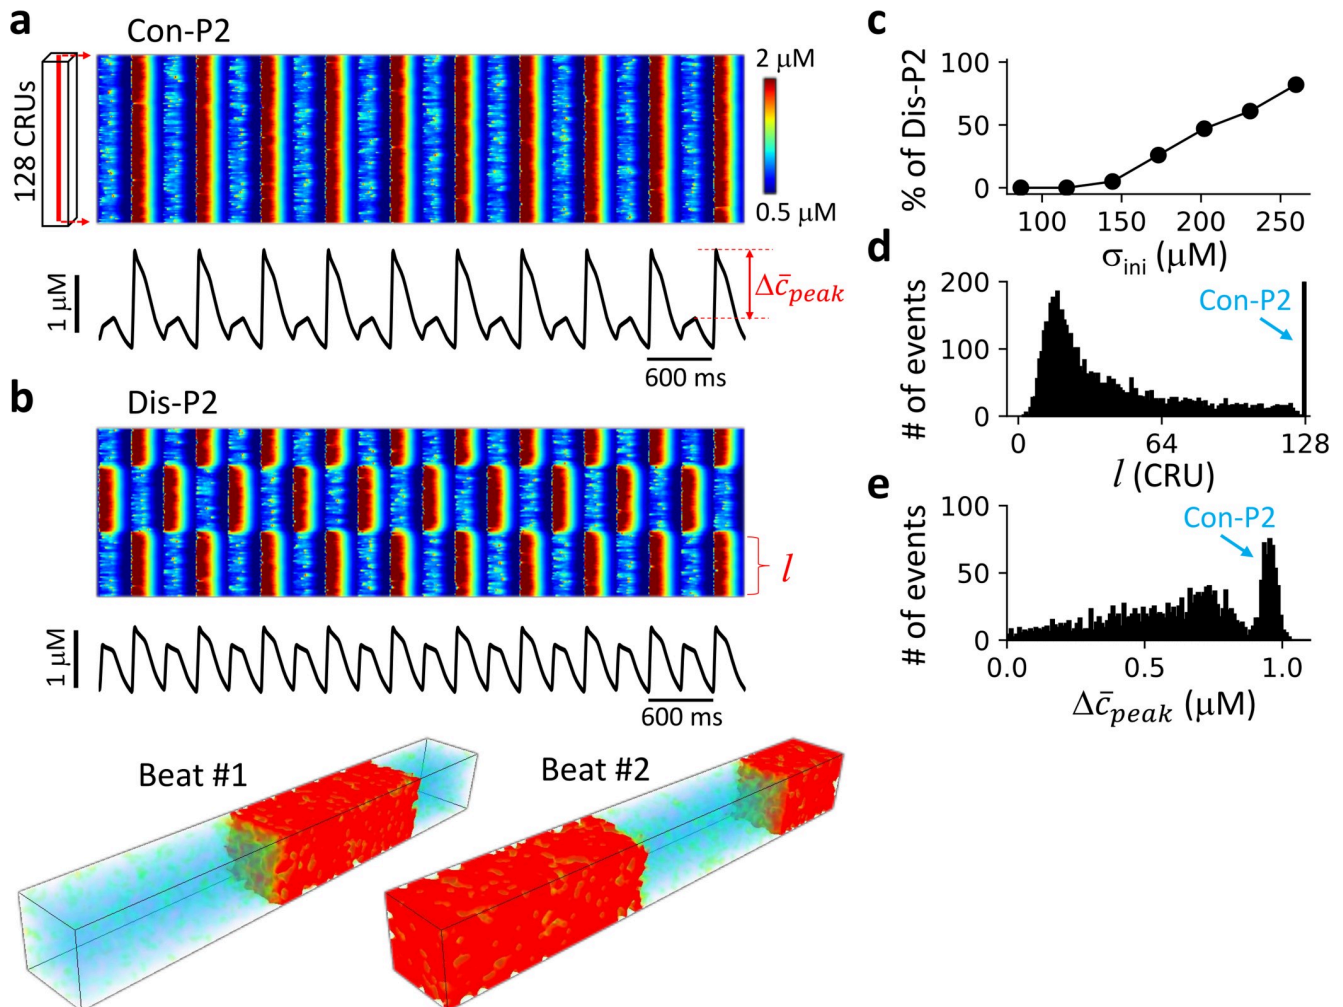 a
Con-P2
128 CRUs
2 μM
0.5 μM
1 μM
Δc̄peak
600 ms
b
Dis-P2
l
1 μM
600 ms
Beat #1
Beat #2
c
% of Dis-P2
100
50
0
100 150 200 250
σini (μM)
d
# of events
200
100
0
Con-P2
0 64 128
l (CRU)
e
# of events
100
50
0
Con-P2
0.0 0.5 1.0
Δc̄peak (μM)